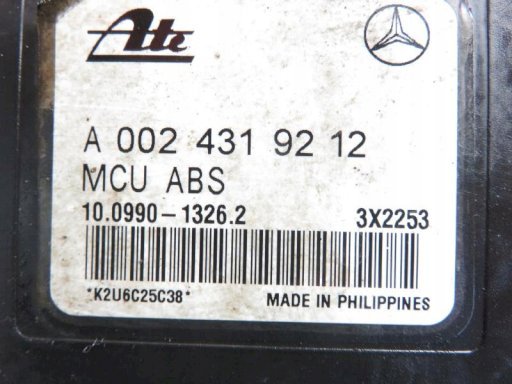 Ate
A 002 431 92 12
MCU ABS
10.0990-1326.2 3X2253
*K2U6C25C38* MADE IN PHILIPPINES